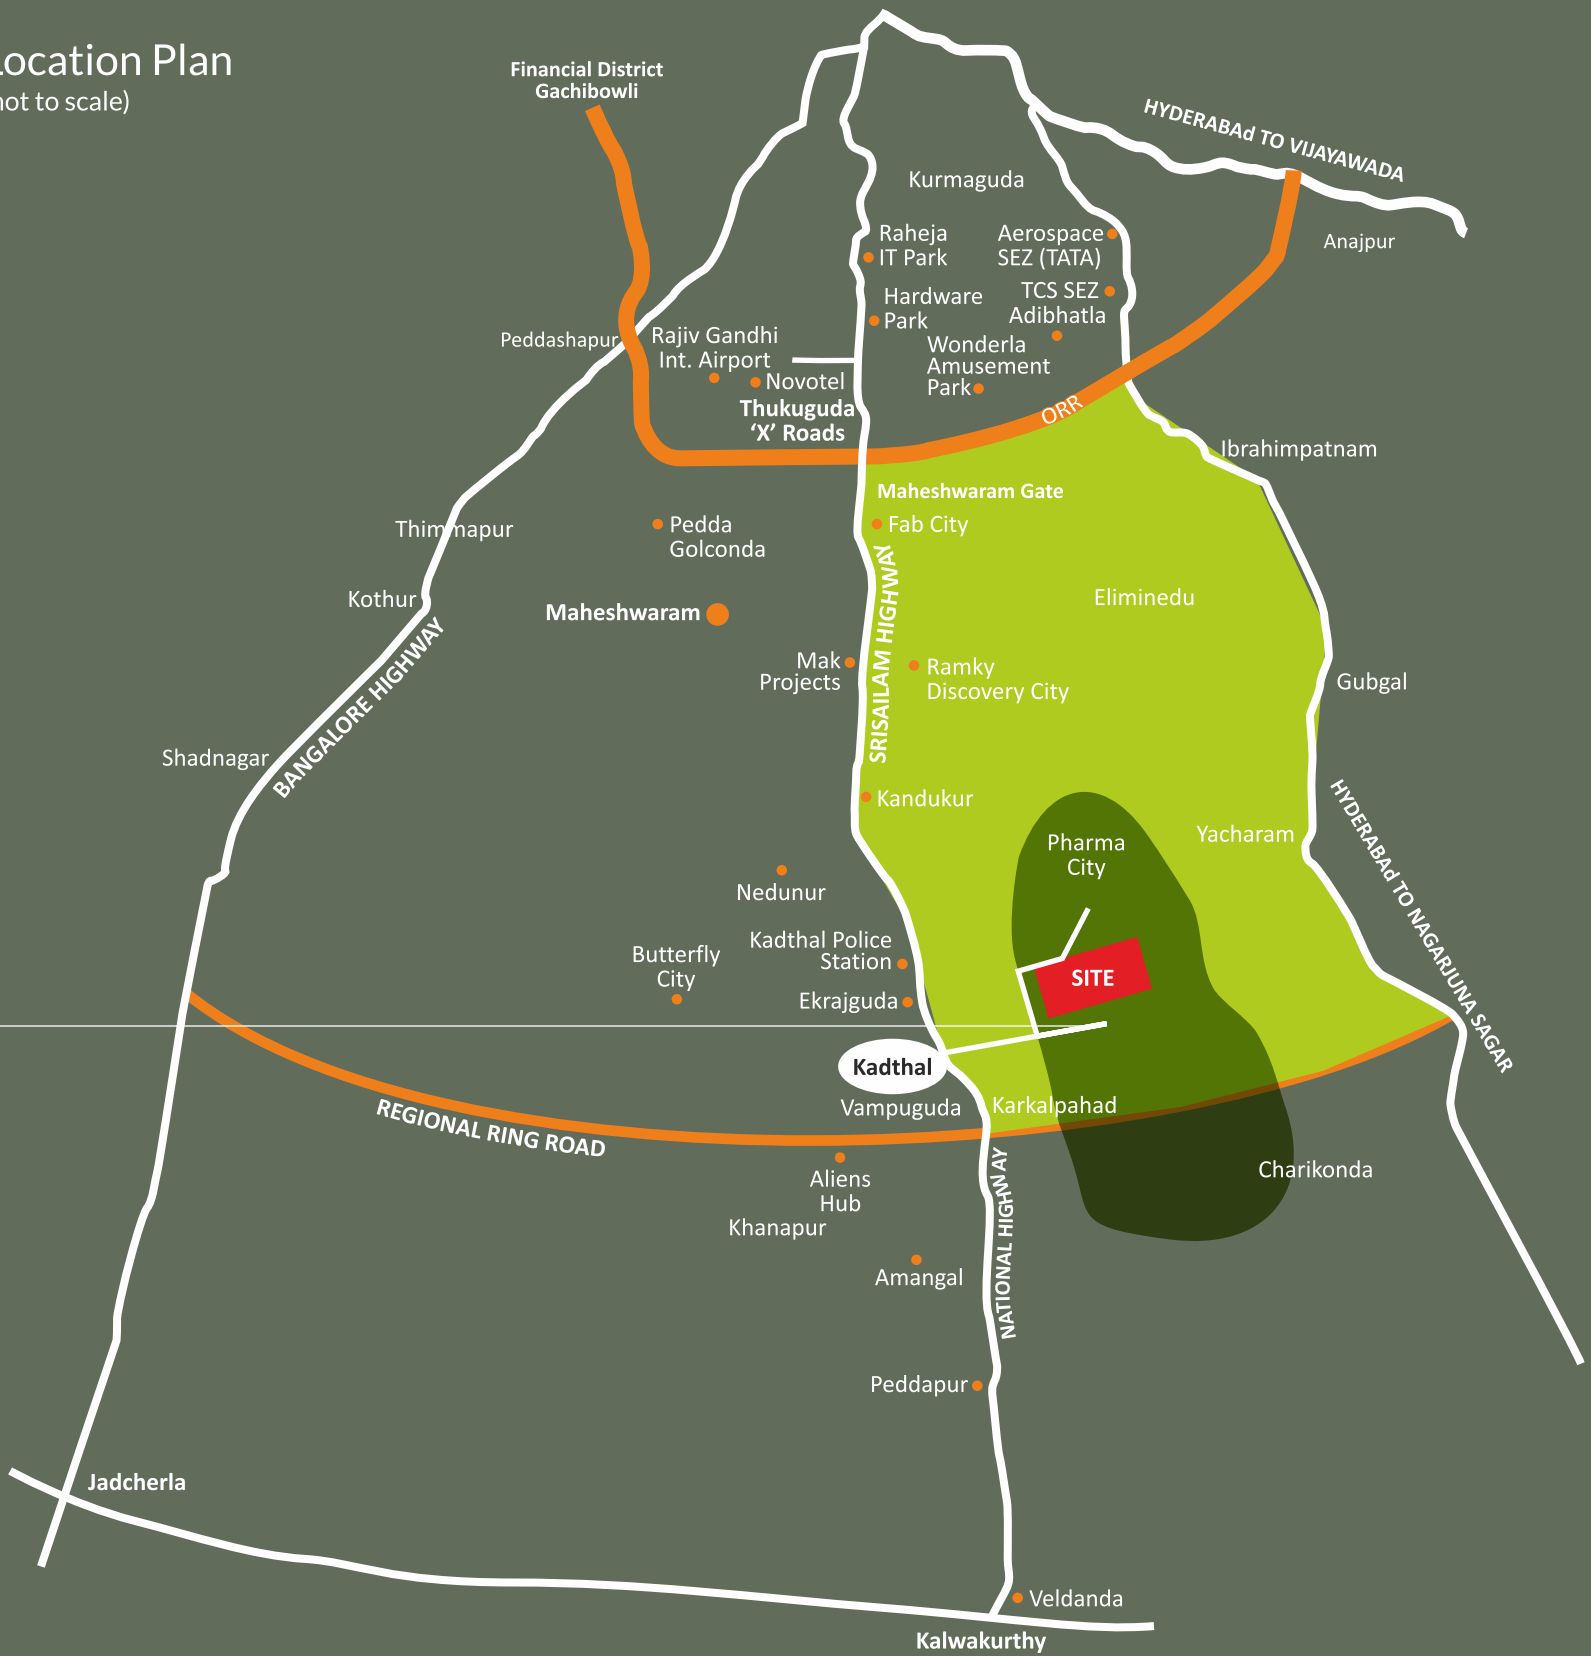 ocation Plan
not to scale)
Financial District
Gachibowli
HYDERABAd TO VIJAYAWADA
Kurmaguda
Raheja
IT Park
Aerospace
SEZ (TATA)
Anajpur
Hardware
Park
TCS SEZ
Adibhatla
Peddashapur
Rajiv Gandhi
Int. Airport
Wonderla
Amusement
Park
Novotel
Thukuguda
‘X’ Roads
ORR
Ibrahimpatnam
Maheshwaram Gate
Fab City
Thimmapur
Pedda
Golconda
Kothur
Maheshwaram
Eliminedu
SRISAILAM HIGHWAY
BANGALORE HIGHWAY
Mak
Projects
Ramky
Discovery City
Gubgal
Shadnagar
Kandukur
HYDERABAd TO NAGARJUNA SAGAR
Yacharam
Pharma
City
Nedunur
Kadthal Police
Station
Butterfly
City
SITE
Ekrajguda
Kadthal
Vampuguda
Karkalpahad
REGIONAL RING ROAD
NATIONAL HIGHWAY
Charikonda
Aliens
Hub
Khanapur
Amangal
Peddapur
Jadcherla
Veldanda
Kalwakurthy